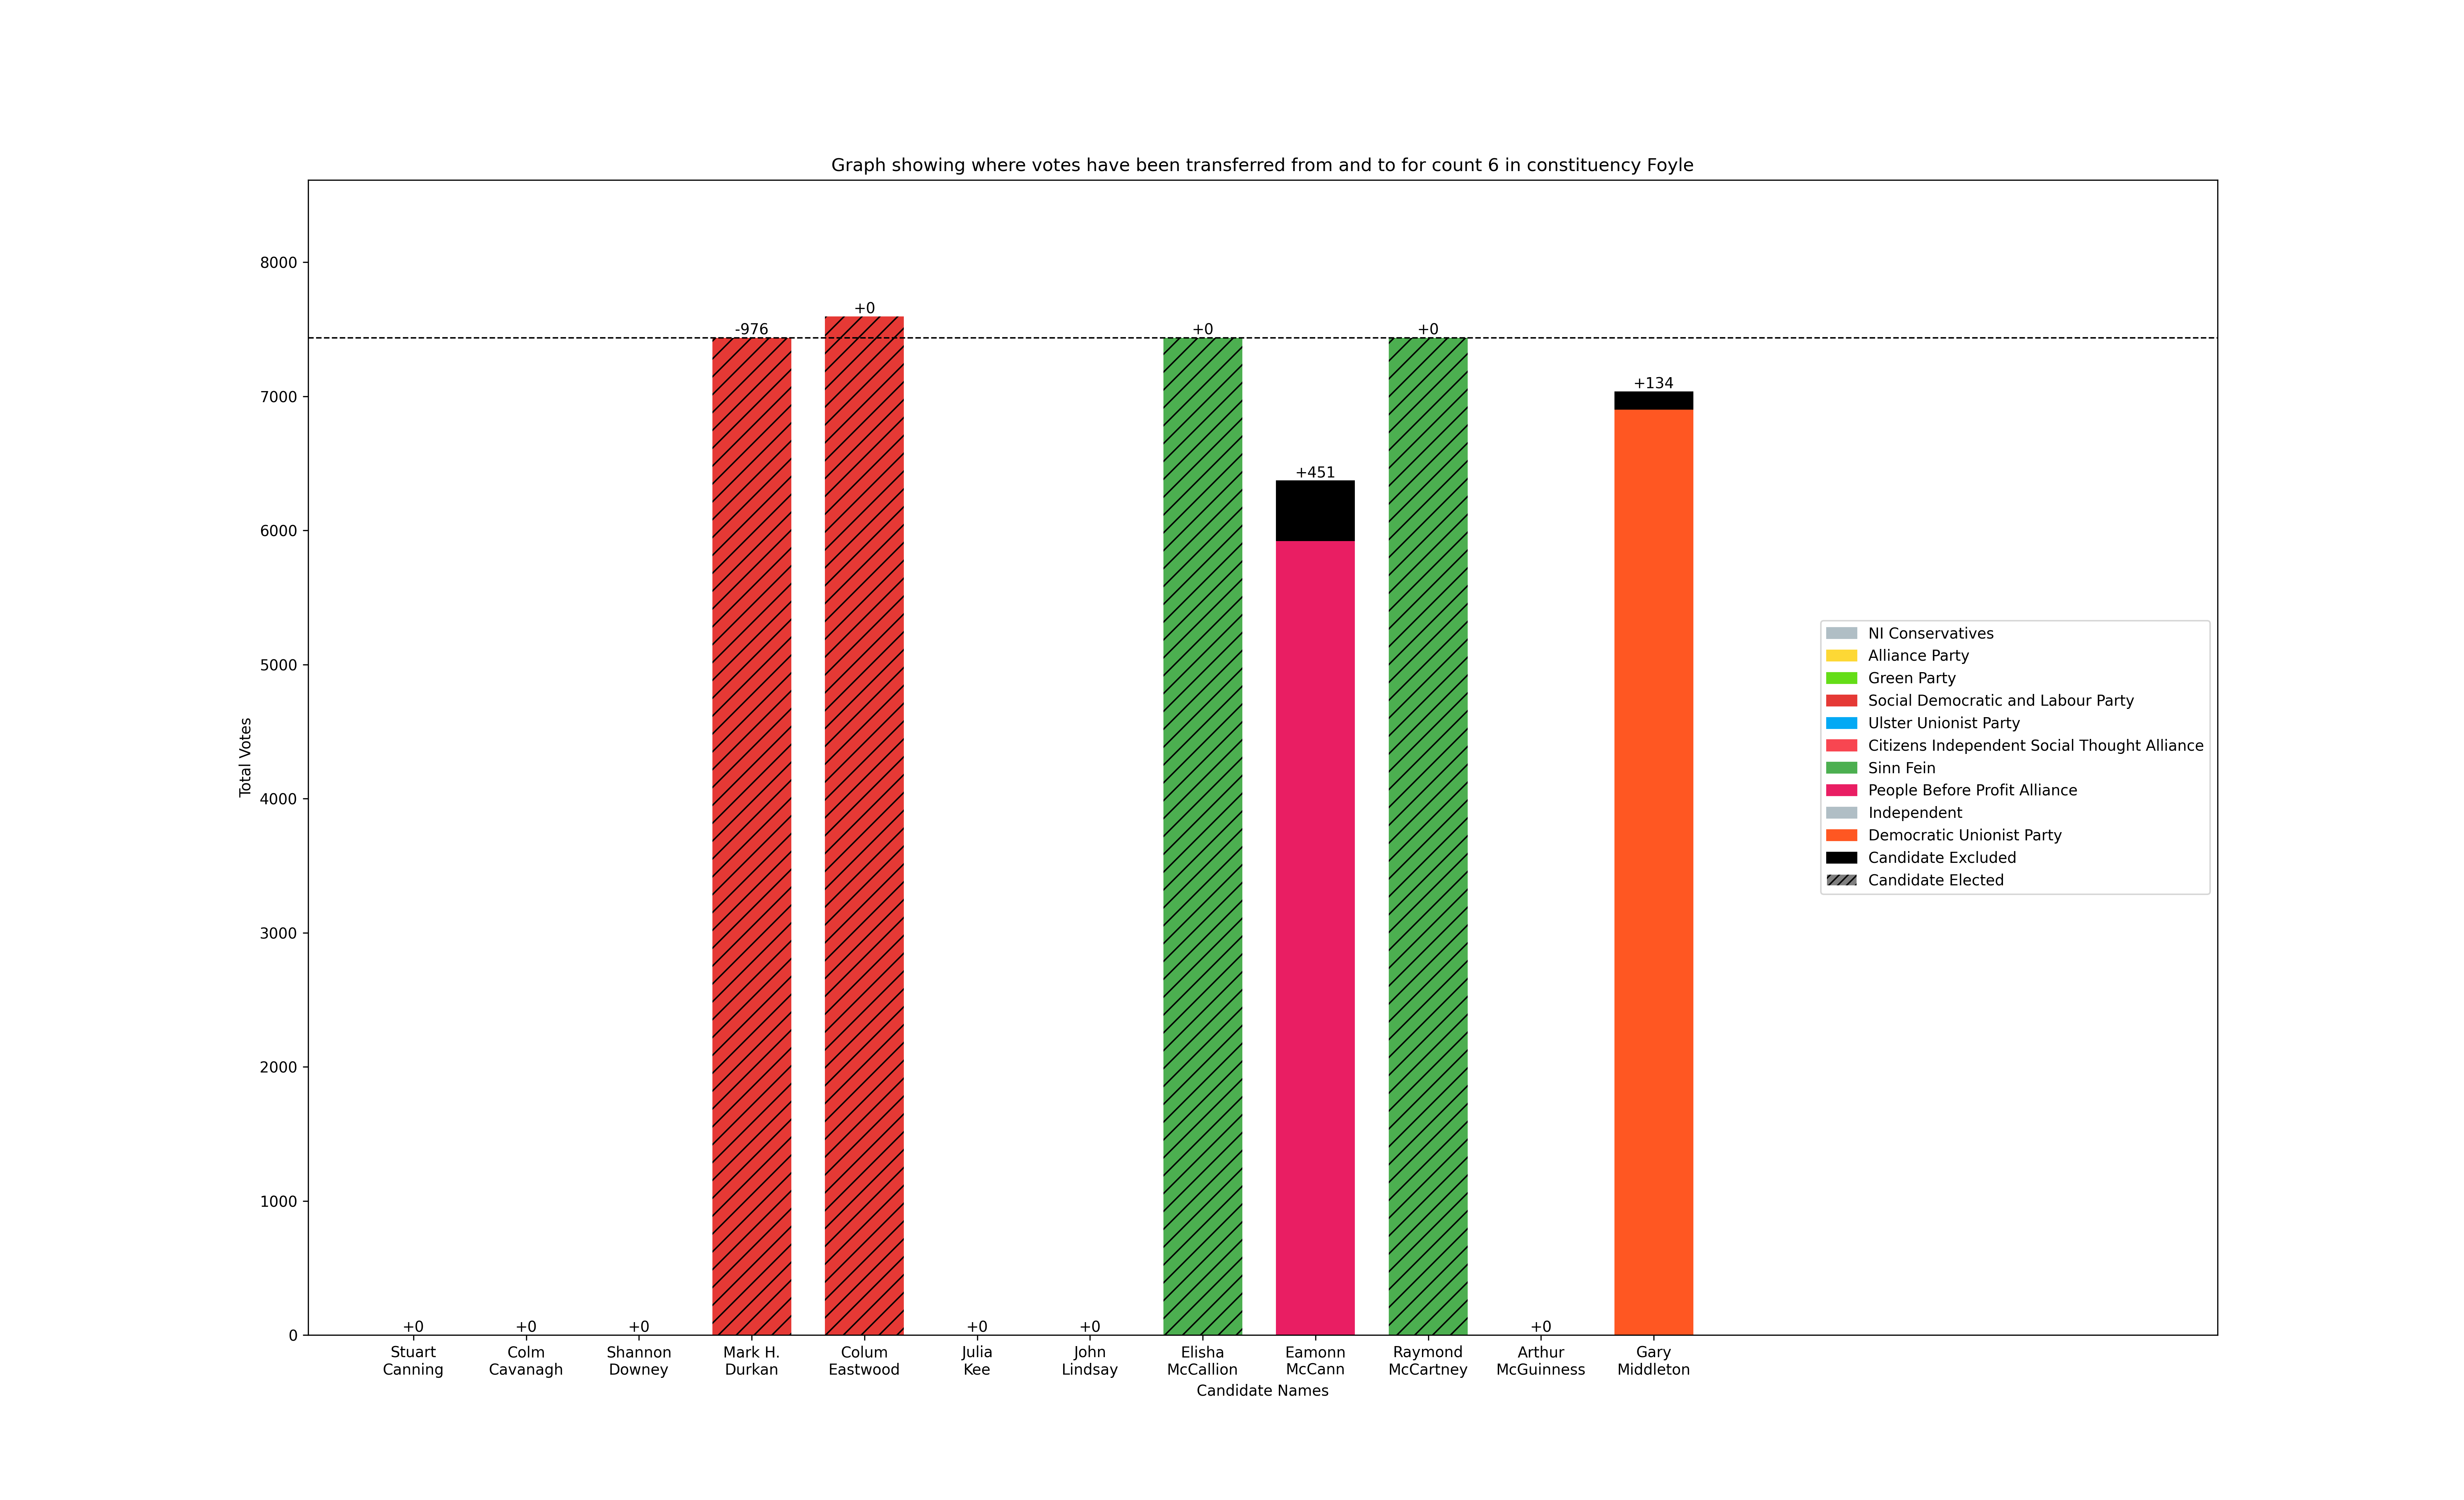 Graph showing where votes have been transferred from and to for count 6 in constituency Foyle
Total Votes
8000
7000
6000
5000
4000
3000
2000
1000
0
+0
+0
+0
-976
+0
+0
+0
+0
+451
+0
+0
+134
Stuart
Canning
Colm
Cavanagh
Shannon
Downey
Mark H.
Durkan
Colum
Eastwood
Julia
Kee
John
Lindsay
Elisha
McCallion
Eamonn
McCann
Raymond
McCartney
Arthur
McGuinness
Gary
Middleton
Candidate Names
NI Conservatives
Alliance Party
Green Party
Social Democratic and Labour Party
Ulster Unionist Party
Citizens Independent Social Thought Alliance
Sinn Fein
People Before Profit Alliance
Independent
Democratic Unionist Party
Candidate Excluded
Candidate Elected